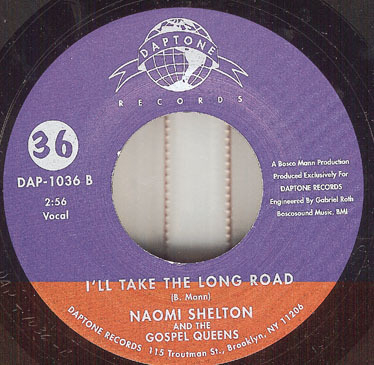 DAPTONE
RECORDS
36
DAP-1036 B
2:56
Vocal
A Bosco Mann Production
Produced Exclusively For
DAPTONE RECORDS
Engineered By Gabriel Roth
Boscosound Music, BMI
I'LL TAKE THE LONG ROAD
(B. Mann)
NAOMI SHELTON
AND THE
GOSPEL QUEENS
DAPTONE RECORDS 115 Troutman St., Brooklyn, NY, 11206